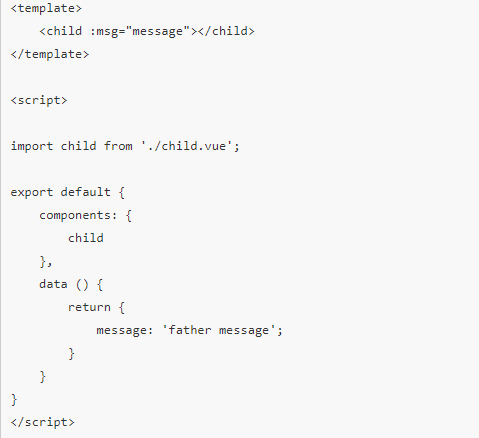 <template>
    <child :msg="message"></child>
</template>

<script>

import child from './child.vue';

export default {
    components: {
        child
    },
    data () {
        return {
            message: 'father message';
        }
    }
}
</script>